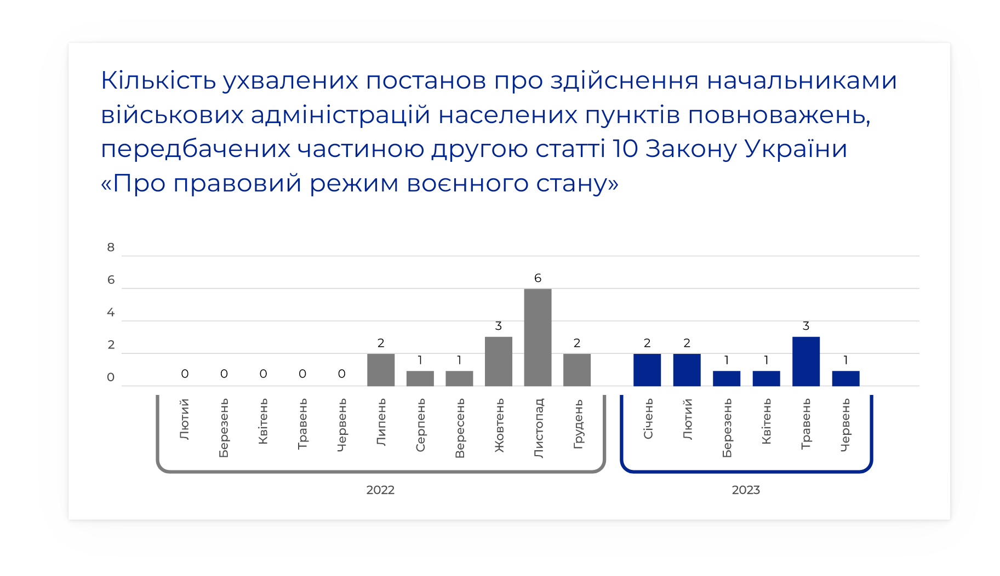 Кількість ухвалених постанов про здійснення начальниками
військових адміністрацій населених пунктів повноважень,
передбачених частиною другою статті 10 Закону України
«Про правовий режим воєнного стану»
8
6
4
2
0
0
0
0
0
0
2
1
1
3
6
2
2
2
1
1
3
1
Лютий
Березень
Квітень
Травень
Червень
Липень
Серпень
Вересень
Жовтень
Листопад
Грудень
Січень
Лютий
Березень
Квітень
Травень
Червень
2022
2023